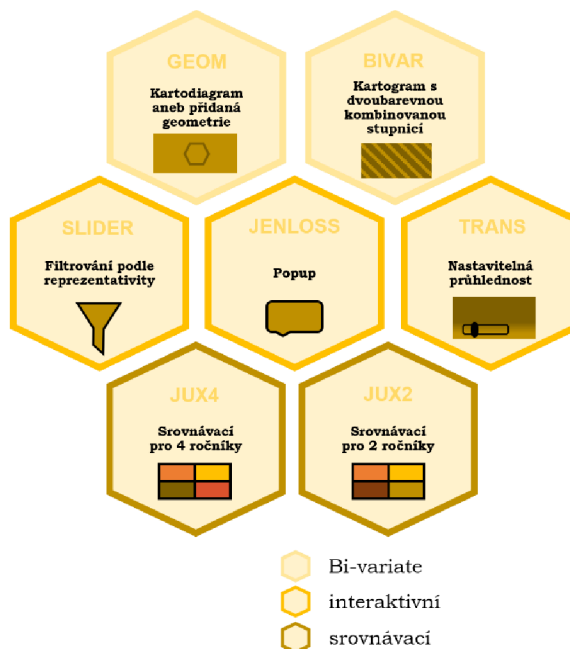 GEOM
Kartodiagram
aneb přidaná
geometrie
BIVAR
Kartogram s
dvoubarevnou
kombinovanou
stupnicí
SLIDER
Filtrování podle
reprezentativity
JENLOSS
Popup
TRANS
Nastavitelná
průhlednost
JUX4
Srovnávací
pro 4 ročníky
JUX2
Srovnávací
pro 2 ročníky
Bi-variate
interaktivní
srovnávací